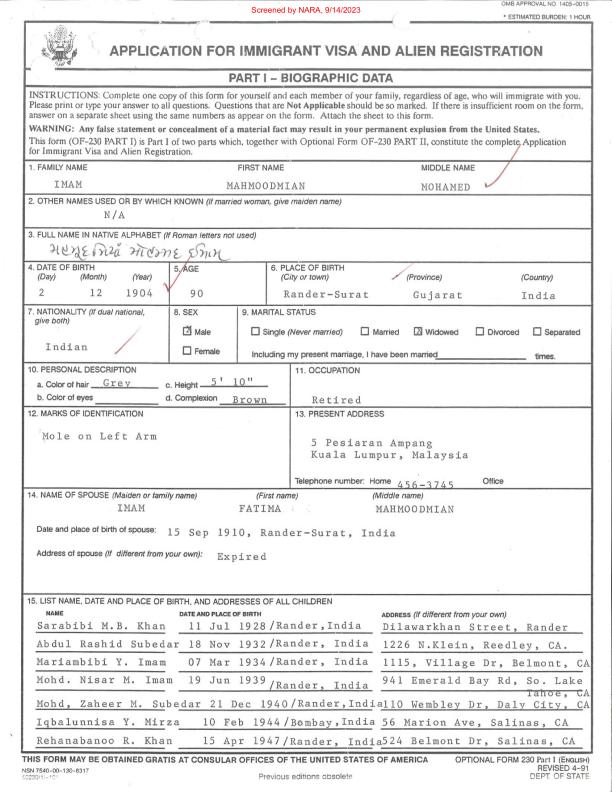 Screened by NARA, 9/14/2023
OMB APPROVAL NO. 1405-0015
* ESTIMATED BURDEN: 1 HOUR
APPLICATION FOR IMMIGRANT VISA AND ALIEN REGISTRATION
PART I – BIOGRAPHIC DATA
INSTRUCTIONS: Complete one copy of this form for yourself and each member of your family, regardless of age, who will immigrate with you.
Please print or type your answer to all questions. Questions that are Not Applicable should be so marked. If there is insufficient room on the form,
answer on a separate sheet using the same numbers as appear on the form. Attach the sheet to this form.
WARNING: Any false statement or concealment of a material fact may result in your permanent explusion from the United States.
This form (OF-230 PART I) is Part I of two parts which, together with Optional Form OF-230 PART II, constitute the complete Application
for Immigrant Visa and Alien Registration.
1. FAMILY NAME FIRST NAME MIDDLE NAME
IMAM MAHMOODMIAN MOHAMED
2. OTHER NAMES USED OR BY WHICH KNOWN (If married woman, give maiden name)
N/A
3. FULL NAME IN NATIVE ALPHABET (If Roman letters not used)
મહમુદમિયાં મોહમદ ઈમામ
4. DATE OF BIRTH 5. AGE 6. PLACE OF BIRTH
(Day) (Month) (Year) (City or town) (Province) (Country)
2 12 1904 90 Rander-Surat Gujarat India
7. NATIONALITY (If dual national, give both) 8. SEX 9. MARITAL STATUS
Male Single (Never married) Married Widowed Divorced Separated
Indian
Female Including my present marriage, I have been married times.
10. PERSONAL DESCRIPTION 11. OCCUPATION
a. Color of hair Grey c. Height 5' 10"
b. Color of eyes d. Complexion Brown Retired
12. MARKS OF IDENTIFICATION 13. PRESENT ADDRESS
Mole on Left Arm
5 Pesiaran Ampang
Kuala Lumpur, Malaysia
Telephone number: Home 456-3745 Office
14. NAME OF SPOUSE (Maiden or family name) (First name) (Middle name)
IMAM FATIMA MAHMOODMIAN
Date and place of birth of spouse: 15 Sep 1910, Rander-Surat, India
Address of spouse (If different from your own): Expired
15. LIST NAME, DATE AND PLACE OF BIRTH, AND ADDRESSES OF ALL CHILDREN
NAME DATE AND PLACE OF BIRTH ADDRESS (If different from your own)
Sarabibi M.B. Khan 11 Jul 1928/Rander,India Dilawarkhan Street, Rander
Abdul Rashid Subedar 18 Nov 1932/Rander, India 1226 N.Klein, Reedley, CA.
Mariambibi Y. Imam 07 Mar 1934/Rander, India 1115, Village Dr, Belmont, CA
Mohd. Nisar M. Imam 19 Jun 1939/Rander, India 941 Emerald Bay Rd, So. Lake
Tahoe, CA
Mohd, Zaheer M. Subedar 21 Dec 1940/Rander,India 110 Wembley Dr, Daly City, CA
Iqbalunnisa Y. Mirza 10 Feb 1944/Bombay,India 56 Marion Ave, Salinas, CA
Rehanabanoo R. Khan 15 Apr 1947/Rander, India 524 Belmont Dr, Salinas, CA
THIS FORM MAY BE OBTAINED GRATIS AT CONSULAR OFFICES OF THE UNITED STATES OF AMERICA OPTIONAL FORM 230 Part I (ENGLISH)
NSN 7540-00-130-8317 REVISED 4-91
50230(I)-101 Previous editions obsolete DEPT. OF STATE